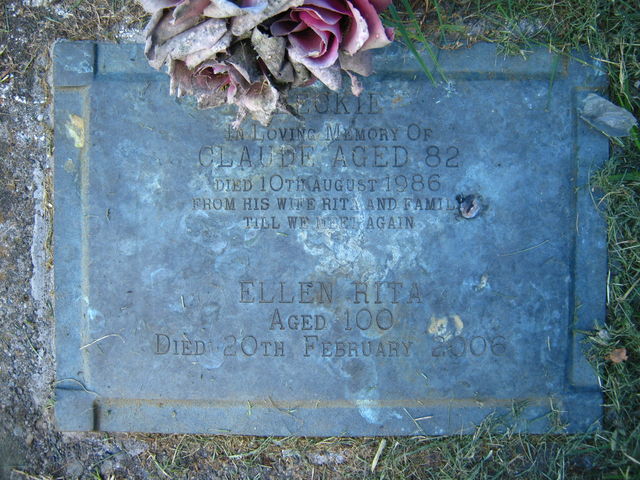 In Loving Memory Of
CLAUDE AGED 82
DIED 10TH AUGUST 1986
FROM HIS WIFE RITA AND FAMILY
TILL WE MEET AGAIN
ELLEN RITA
AGED 100
DIED 20TH FEBRUARY 2006